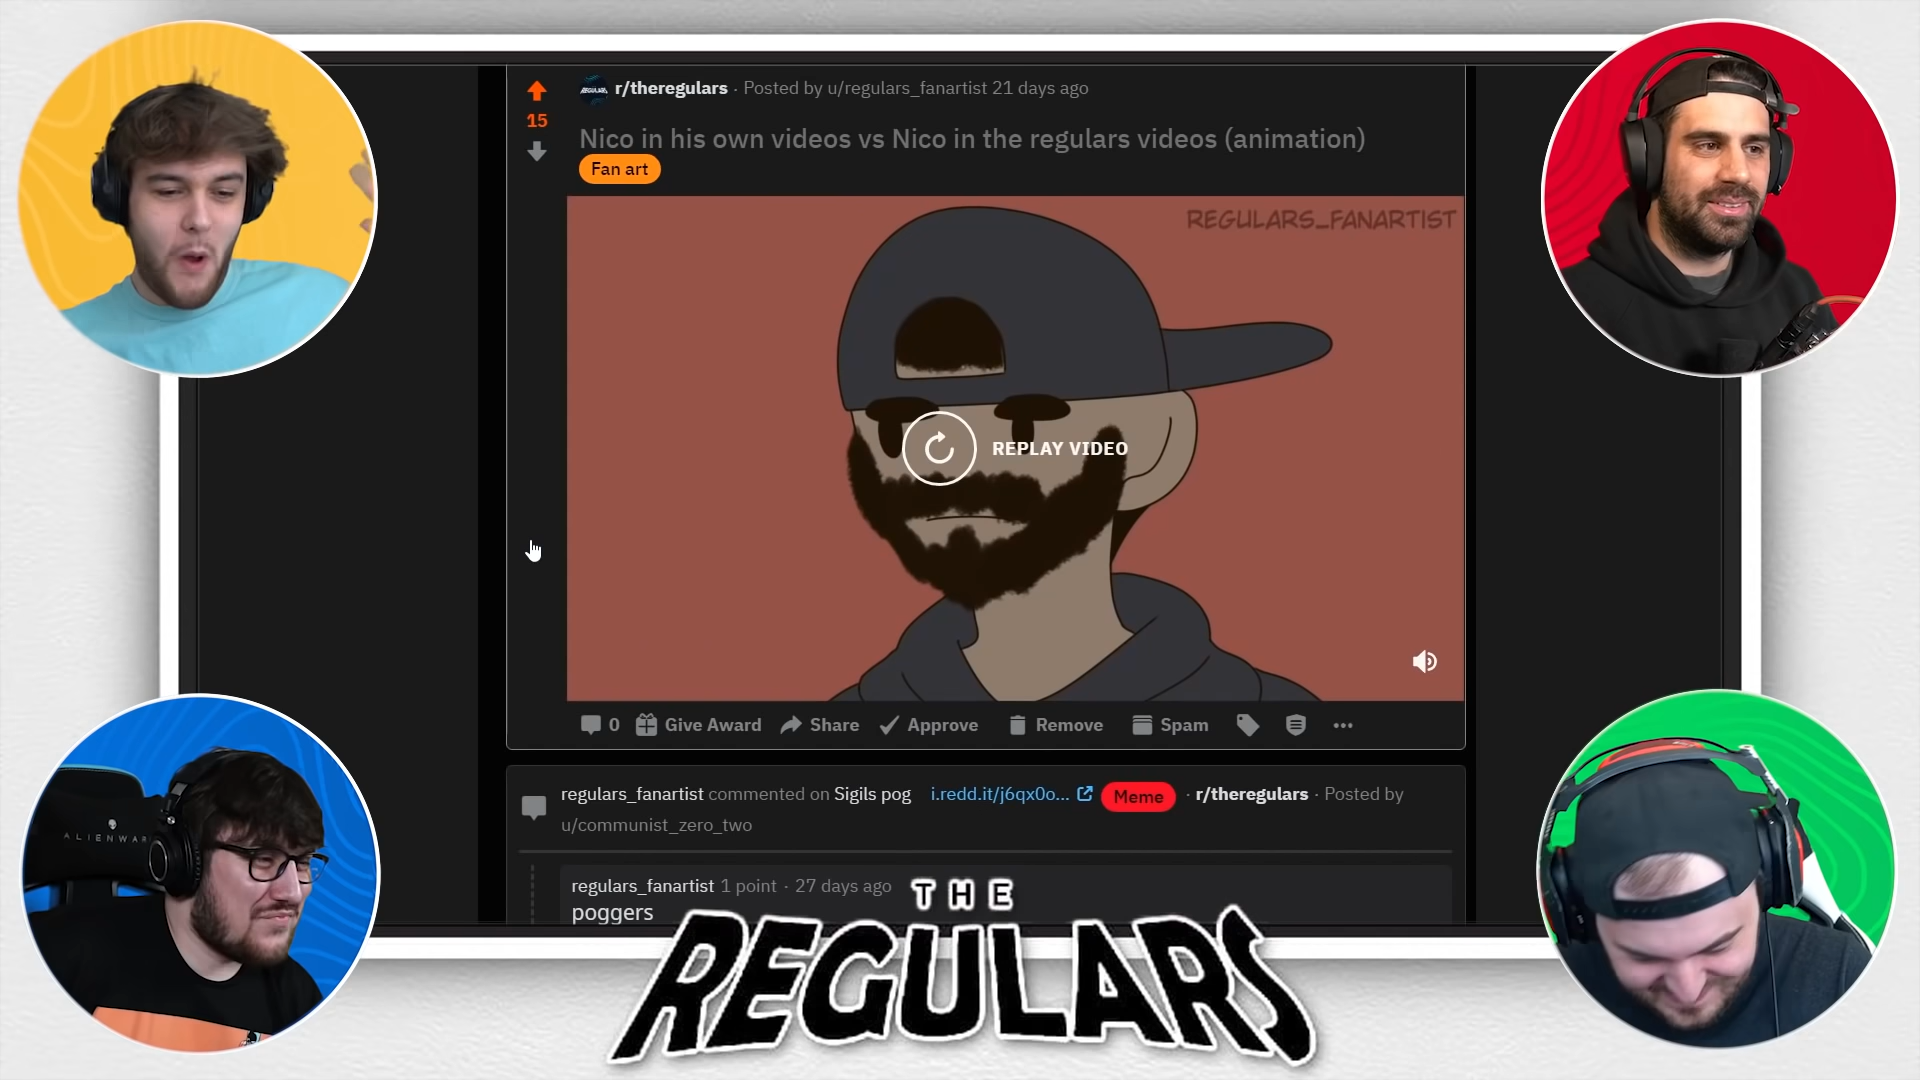 r/theregulars · Posted by u/regulars_fanartist 21 days ago
15
Nico in his own videos vs Nico in the regulars videos (animation)
Fan art
REGULARS_FANARTIST
REPLAY VIDEO
0 Give Award Share Approve Remove Spam
regulars_fanartist commented on Sigils pog i.redd.it/j6qx0o... Meme · r/theregulars · Posted by
u/communist_zero_two
regulars_fanartist 1 point · 27 days ago
poggers
THE
REGULARS